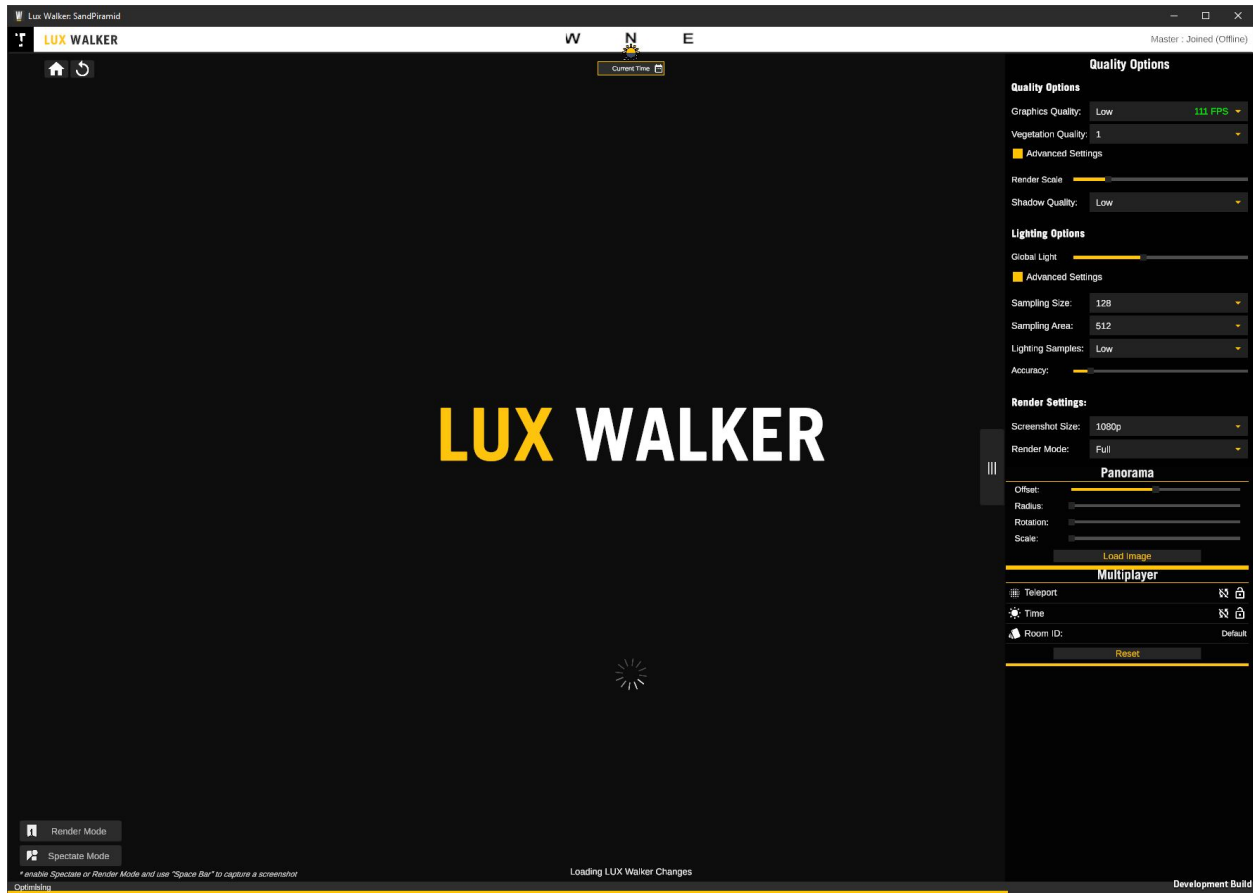 Lux Walker: SandPiramid
LUX WALKER
W N E
Master : Joined (Offline)
Current Time
Quality Options
Quality Options
Graphics Quality: Low 111 FPS
Vegetation Quality: 1
Advanced Settings
Render Scale
Shadow Quality: Low
Lighting Options
Global Light
Advanced Settings
Sampling Size: 128
Sampling Area: 512
Lighting Samples: Low
Accuracy:
Render Settings:
Screenshot Size: 1080p
Render Mode: Full
Panorama
Offset:
Radius:
Rotation:
Scale:
Load Image
Multiplayer
Teleport
Time
Room ID: Default
Reset
LUX WALKER
Render Mode
Spectate Mode
* enable Spectate or Render Mode and use "Space Bar" to capture a screenshot
Loading LUX Walker Changes
Optimising
Development Build